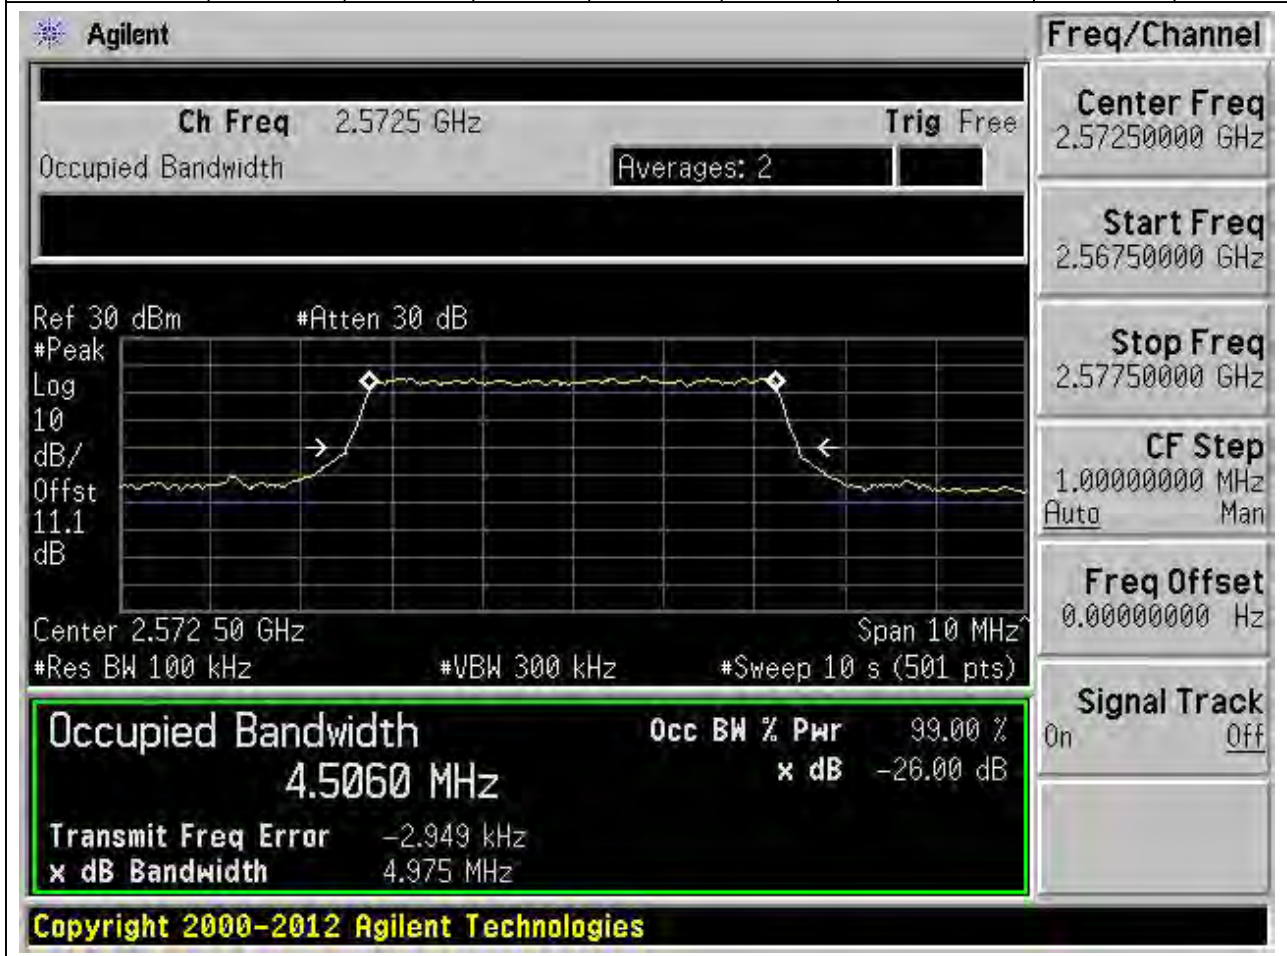 Agilent
Freq/Channel
Ch Freq 2.5725 GHz Trig Free
Occupied Bandwidth Averages: 2
Center Freq
2.57250000 GHz
Start Freq
2.56750000 GHz
Stop Freq
2.57750000 GHz
CF Step
1.00000000 MHz
Auto Man
Freq Offset
0.00000000 Hz
Signal Track
On Off
Ref 30 dBm #Atten 30 dB
#Peak
Log
10
dB/
Offst
11.1
dB
Center 2.572 50 GHz Span 10 MHz^
#Res BW 100 kHz #VBW 300 kHz #Sweep 10 s (501 pts)
Occupied Bandwidth
4.5060 MHz
Occ BW % Pwr 99.00 %
x dB -26.00 dB
Transmit Freq Error -2.949 kHz
x dB Bandwidth 4.975 MHz
Copyright 2000-2012 Agilent Technologies